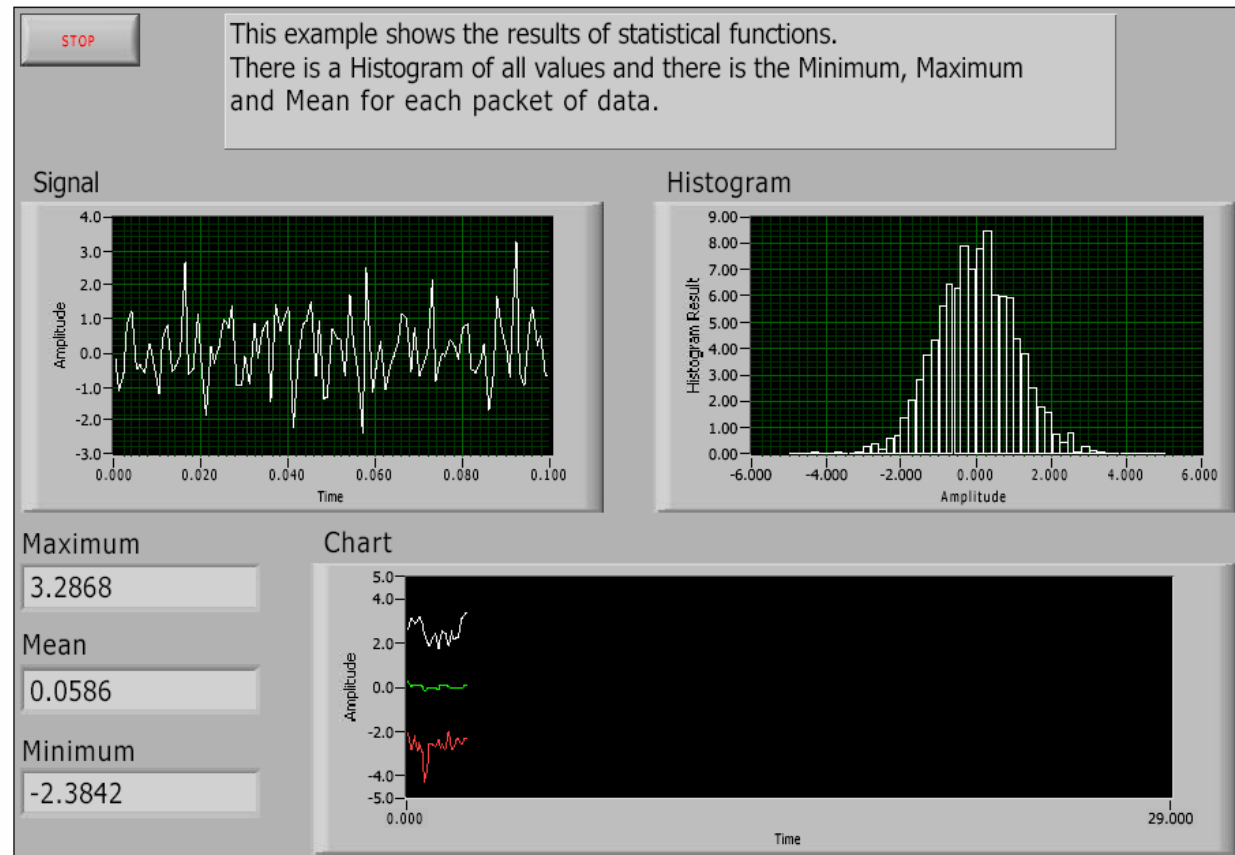 STOP
This example shows the results of statistical functions.
There is a Histogram of all values and there is the Minimum, Maximum
and Mean for each packet of data.
Signal
4.0
3.0
2.0
1.0
0.0
-1.0
-2.0
-3.0
Amplitude
0.000 0.020 0.040 0.060 0.080 0.100
Time
Histogram
9.00
8.00
7.00
6.00
5.00
4.00
3.00
2.00
1.00
0.00
Histogram Result
-6.000 -4.000 -2.000 0.000 2.000 4.000 6.000
Amplitude
Maximum
3.2868
Mean
0.0586
Minimum
-2.3842
Chart
5.0
4.0
2.0
0.0
-2.0
-4.0
-5.0
Amplitude
0.000 29.000
Time